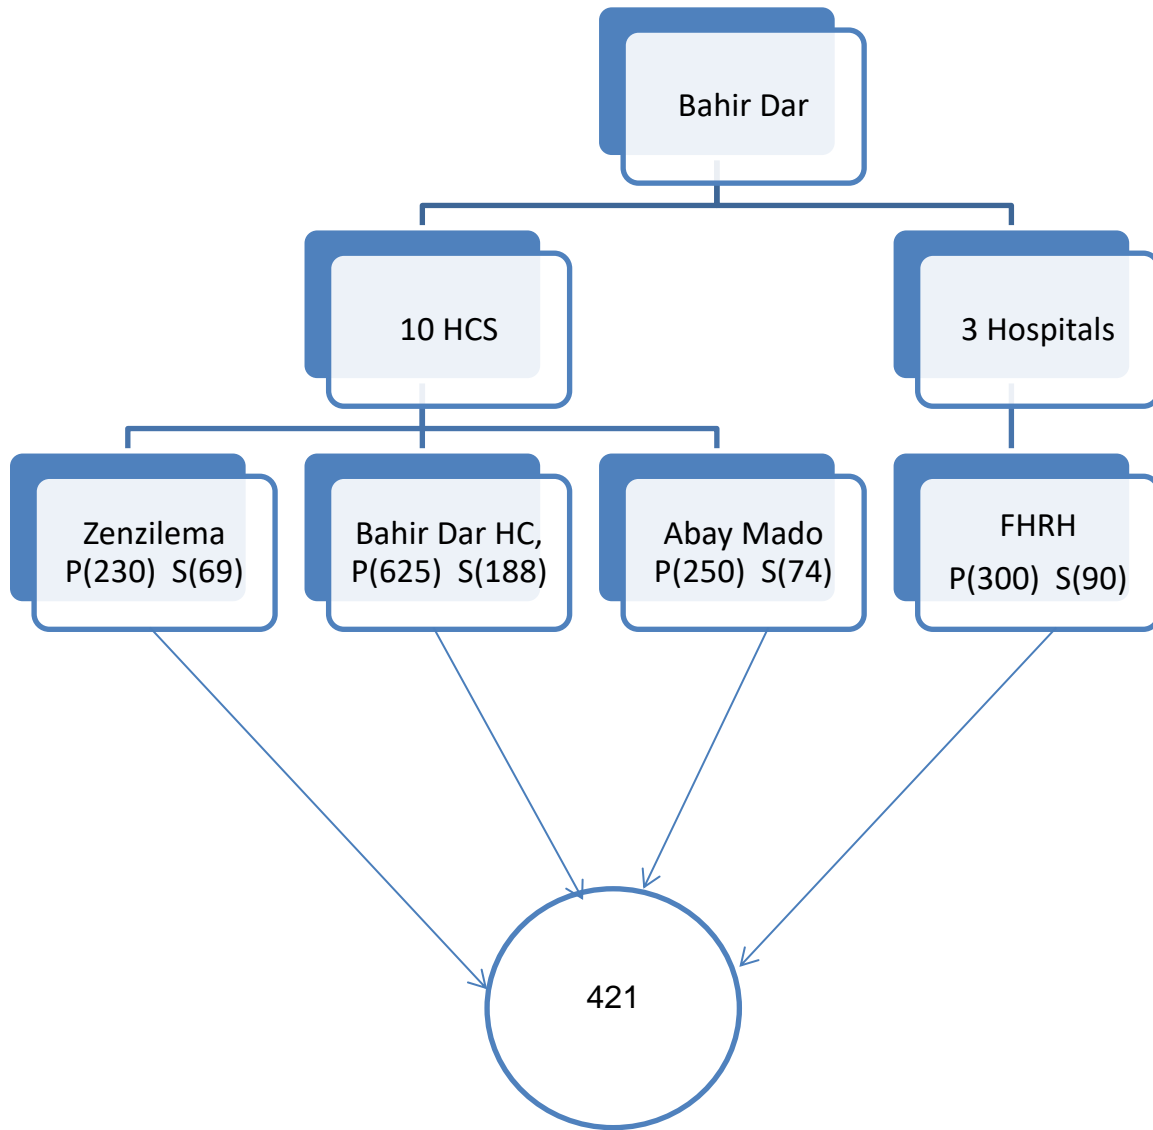 Bahir Dar
10 HCS
3 Hospitals
Zenzilema
P(230) S(69)
Bahir Dar HC,
P(625) S(188)
Abay Mado
P(250) S(74)
FHRH
P(300) S(90)
421